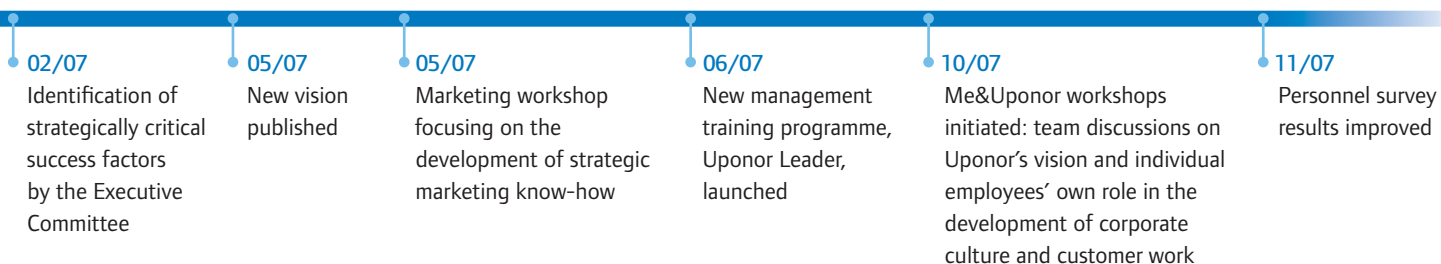 02/07
Identification of
strategically critical
success factors
by the Executive
Committee
05/07
New vision
published
05/07
Marketing workshop
focusing on the
development of strategic
marketing know-how
06/07
New management
training programme,
Uponor Leader,
launched
10/07
Me&Uponor workshops
initiated: team discussions on
Uponor’s vision and individual
employees’ own role in the
development of corporate
culture and customer work
11/07
Personnel survey
results improved